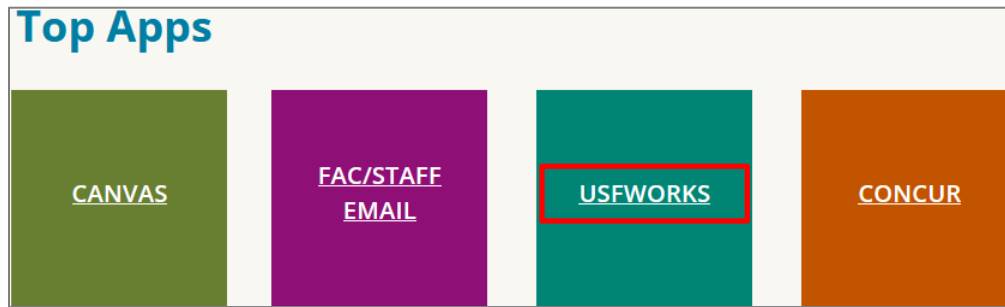 Top Apps
CANVAS
FAC/STAFF
EMAIL
USFWORKS
CONCUR